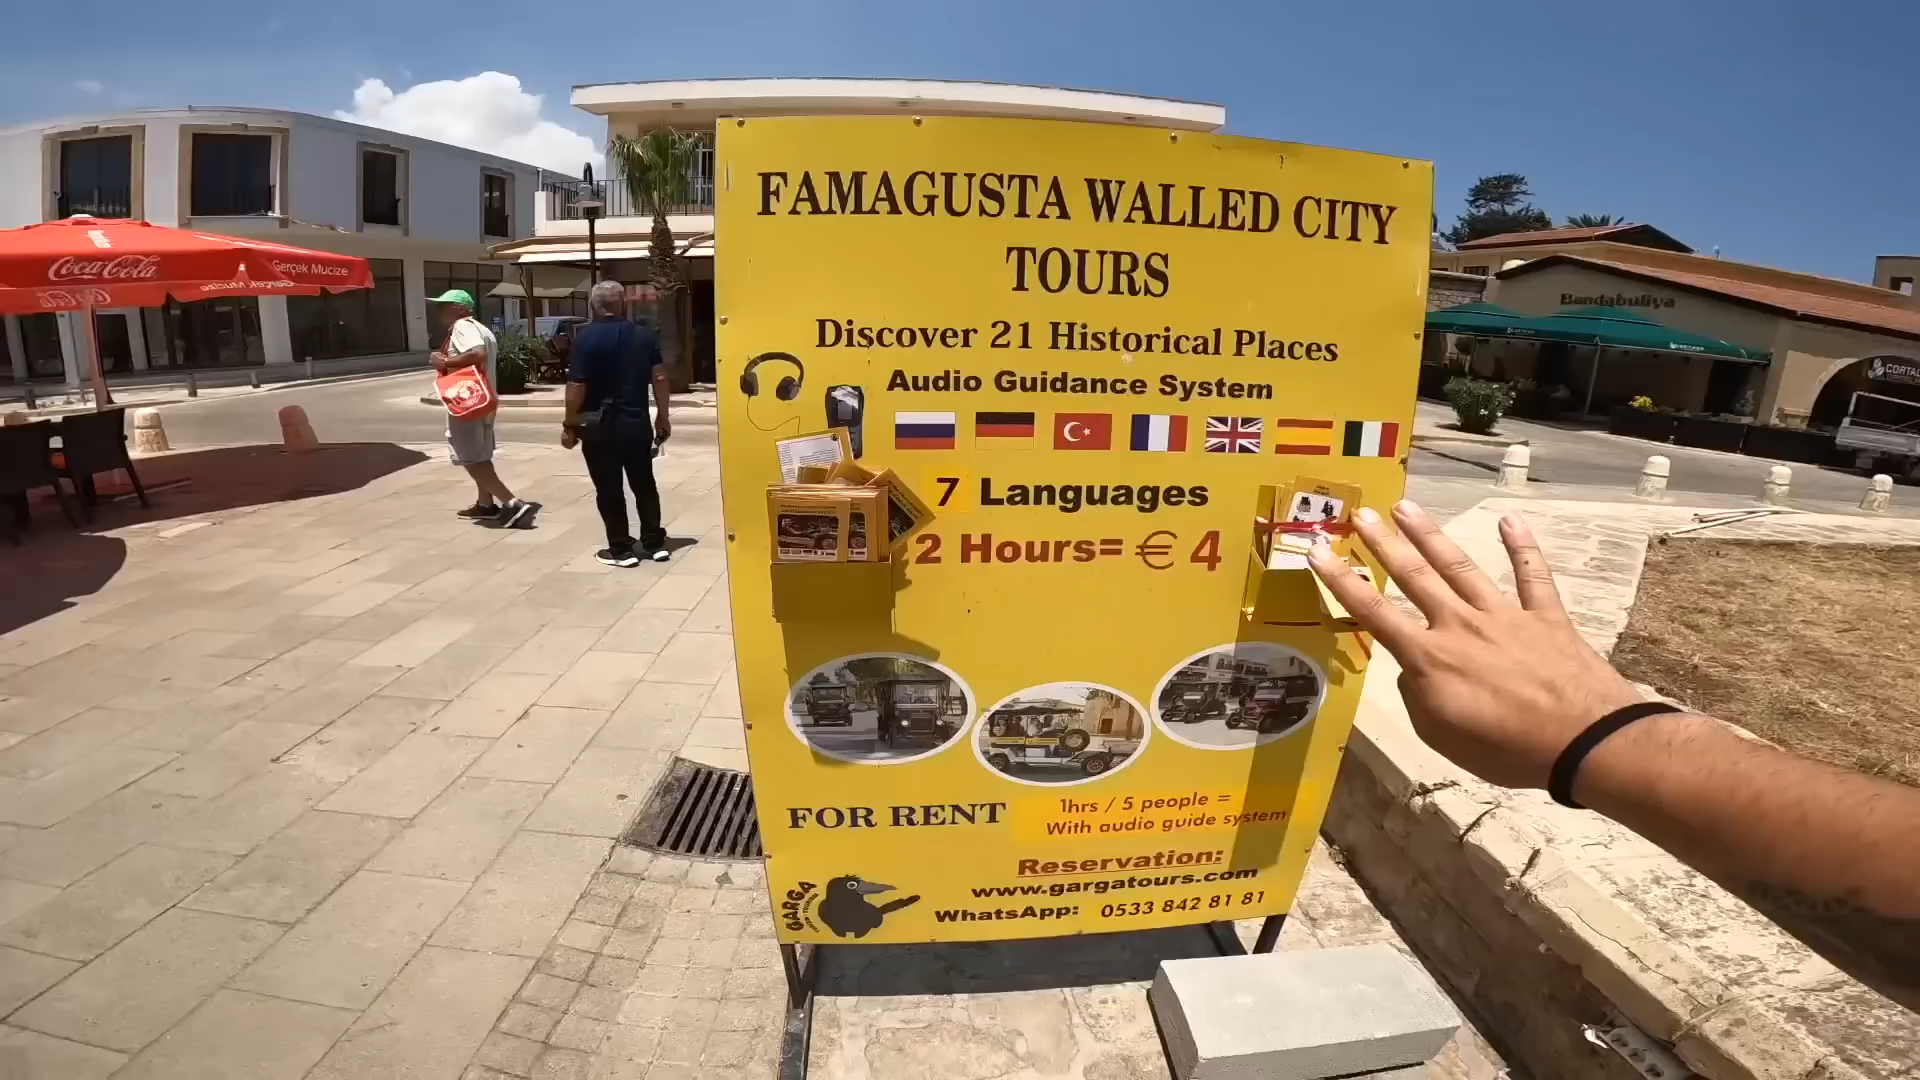 FAMAGUSTA WALLED CITY
TOURS
Discover 21 Historical Places
Audio Guidance System
7 Languages
2 Hours= € 4
FOR RENT
1hrs / 5 people =
With audio guide system
Reservation:
www.gargatours.com
WhatsApp: 0533 842 81 81
GARGA
Coca-Cola
Gerçek Mucize
Bandabuliya